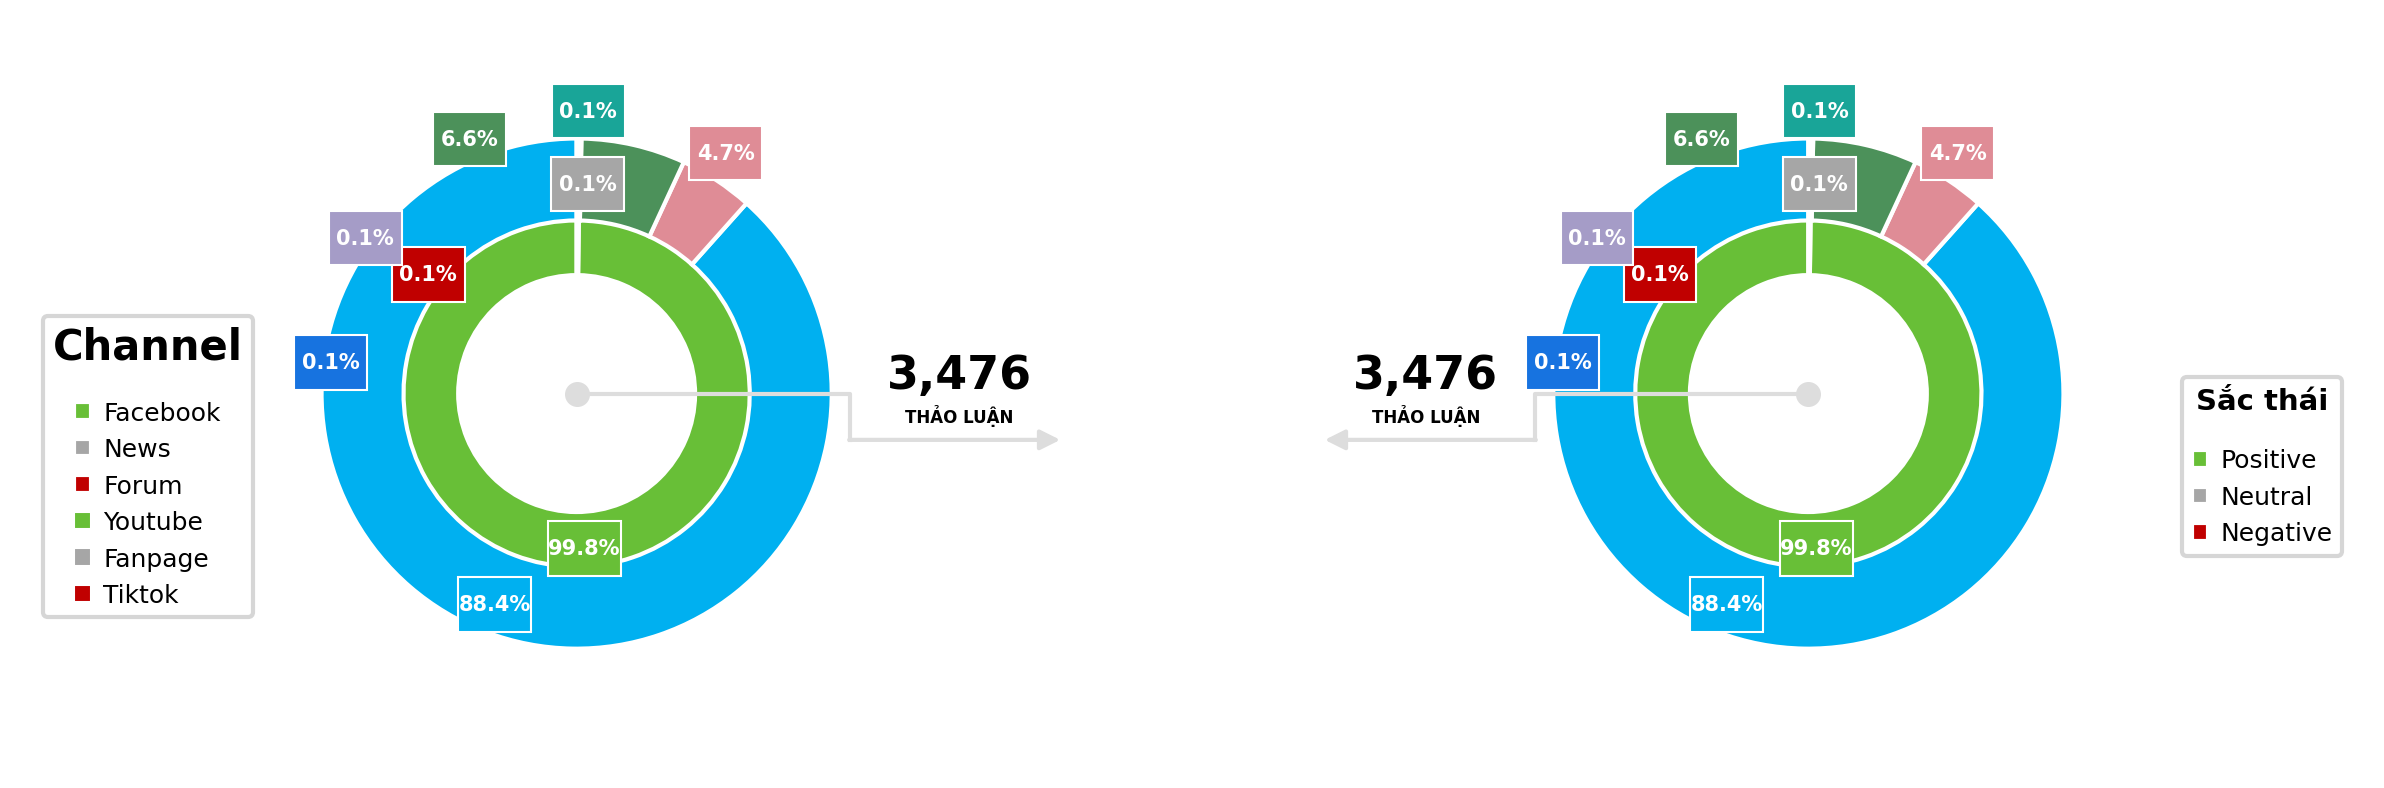 0.1%
6.6%
4.7%
0.1%
0.1%
0.1%
0.1%
99.8%
88.4%
Channel
Facebook
News
Forum
Youtube
Fanpage
Tiktok
3,476
THẢO LUẬN
3,476
THẢO LUẬN
0.1%
6.6%
4.7%
0.1%
0.1%
0.1%
0.1%
99.8%
88.4%
Sắc thái
Positive
Neutral
Negative